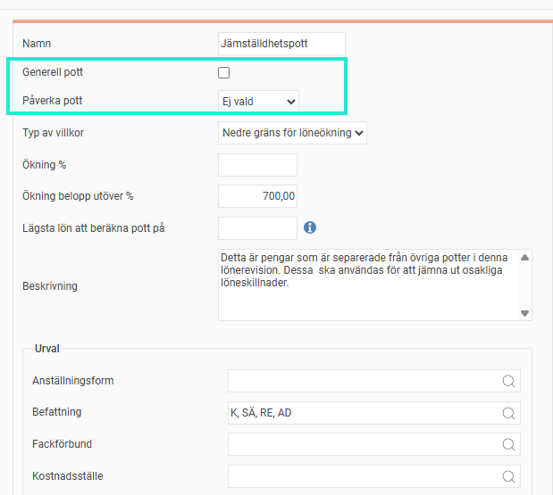 Namn Jämställdhetspott
Generell pott
Påverka pott Ej vald
Typ av villkor Nedre gräns för löneökning
Ökning %
Ökning belopp utöver % 700,00
Lägsta lön att beräkna pott på
Beskrivning
Detta är pengar som är separerade från övriga potter i denna
lönerevision. Dessa ska användas för att jämna ut osakliga
löneskillnader.
Urval
Anställningsform
Befattning K, SÄ, RE, AD
Fackförbund
Kostnadsställe